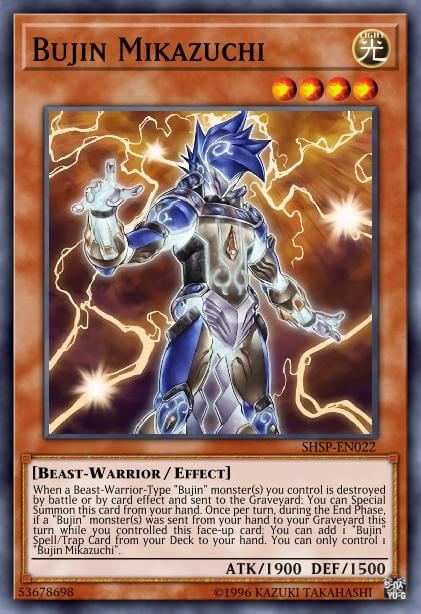 Bujin Mikazuchi
LIGHT
光
SHSP-EN022
[Beast-Warrior / Effect]
When a Beast-Warrior-Type "Bujin" monster(s) you control is destroyed
by battle or by card effect and sent to the Graveyard: You can Special
Summon this card from your hand. Once per turn, during the End Phase,
if a "Bujin" monster(s) was sent from your hand to your Graveyard this
turn while you controlled this face-up card: You can add 1 "Bujin"
Spell/Trap Card from your Deck to your hand. You can only control 1
"Bujin Mikazuchi".
ATK/1900 DEF/1500
53678698
©1996 KAZUKI TAKAHASHI